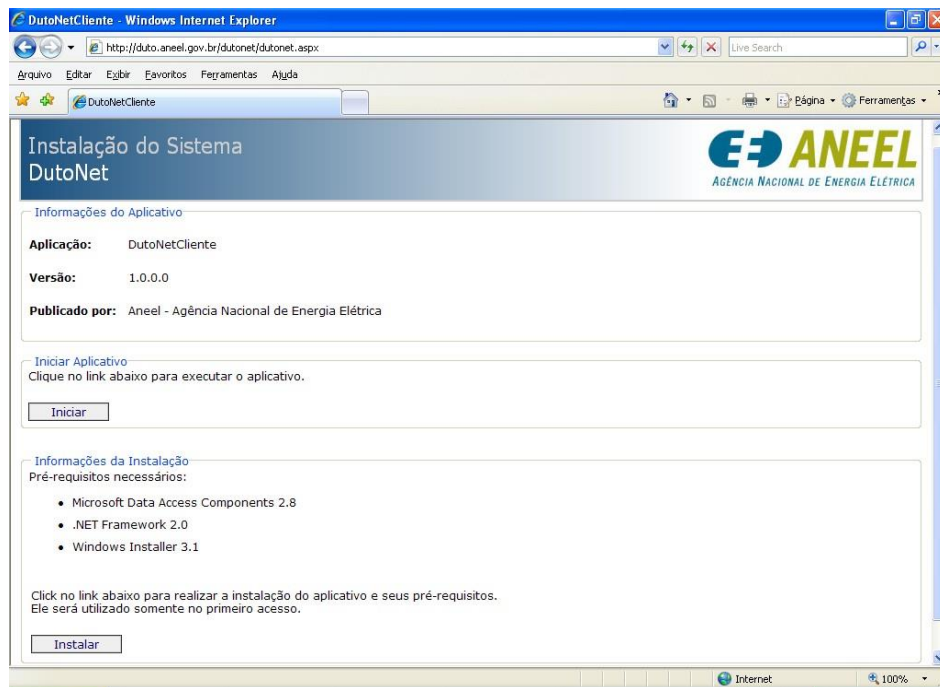 DutoNetCliente - Windows Internet Explorer
http://duto.aneel.gov.br/dutonet/dutonet.aspx
Live Search
Arquivo Editar Exibir Favoritos Ferramentas Ajuda
DutoNetCliente
Página
Ferramentas
Instalação do Sistema
DutoNet
ANEEL
AGÊNCIA NACIONAL DE ENERGIA ELÉTRICA
Informações do Aplicativo
Aplicação: DutoNetCliente
Versão: 1.0.0.0
Publicado por: Aneel - Agência Nacional de Energia Elétrica
Iniciar Aplicativo
Clique no link abaixo para executar o aplicativo.
Iniciar
Informações da Instalação
Pré-requisitos necessários:
• Microsoft Data Access Components 2.8
• .NET Framework 2.0
• Windows Installer 3.1
Click no link abaixo para realizar a instalação do aplicativo e seus pré-requisitos.
Ele será utilizado somente no primeiro acesso.
Instalar
Internet
100%